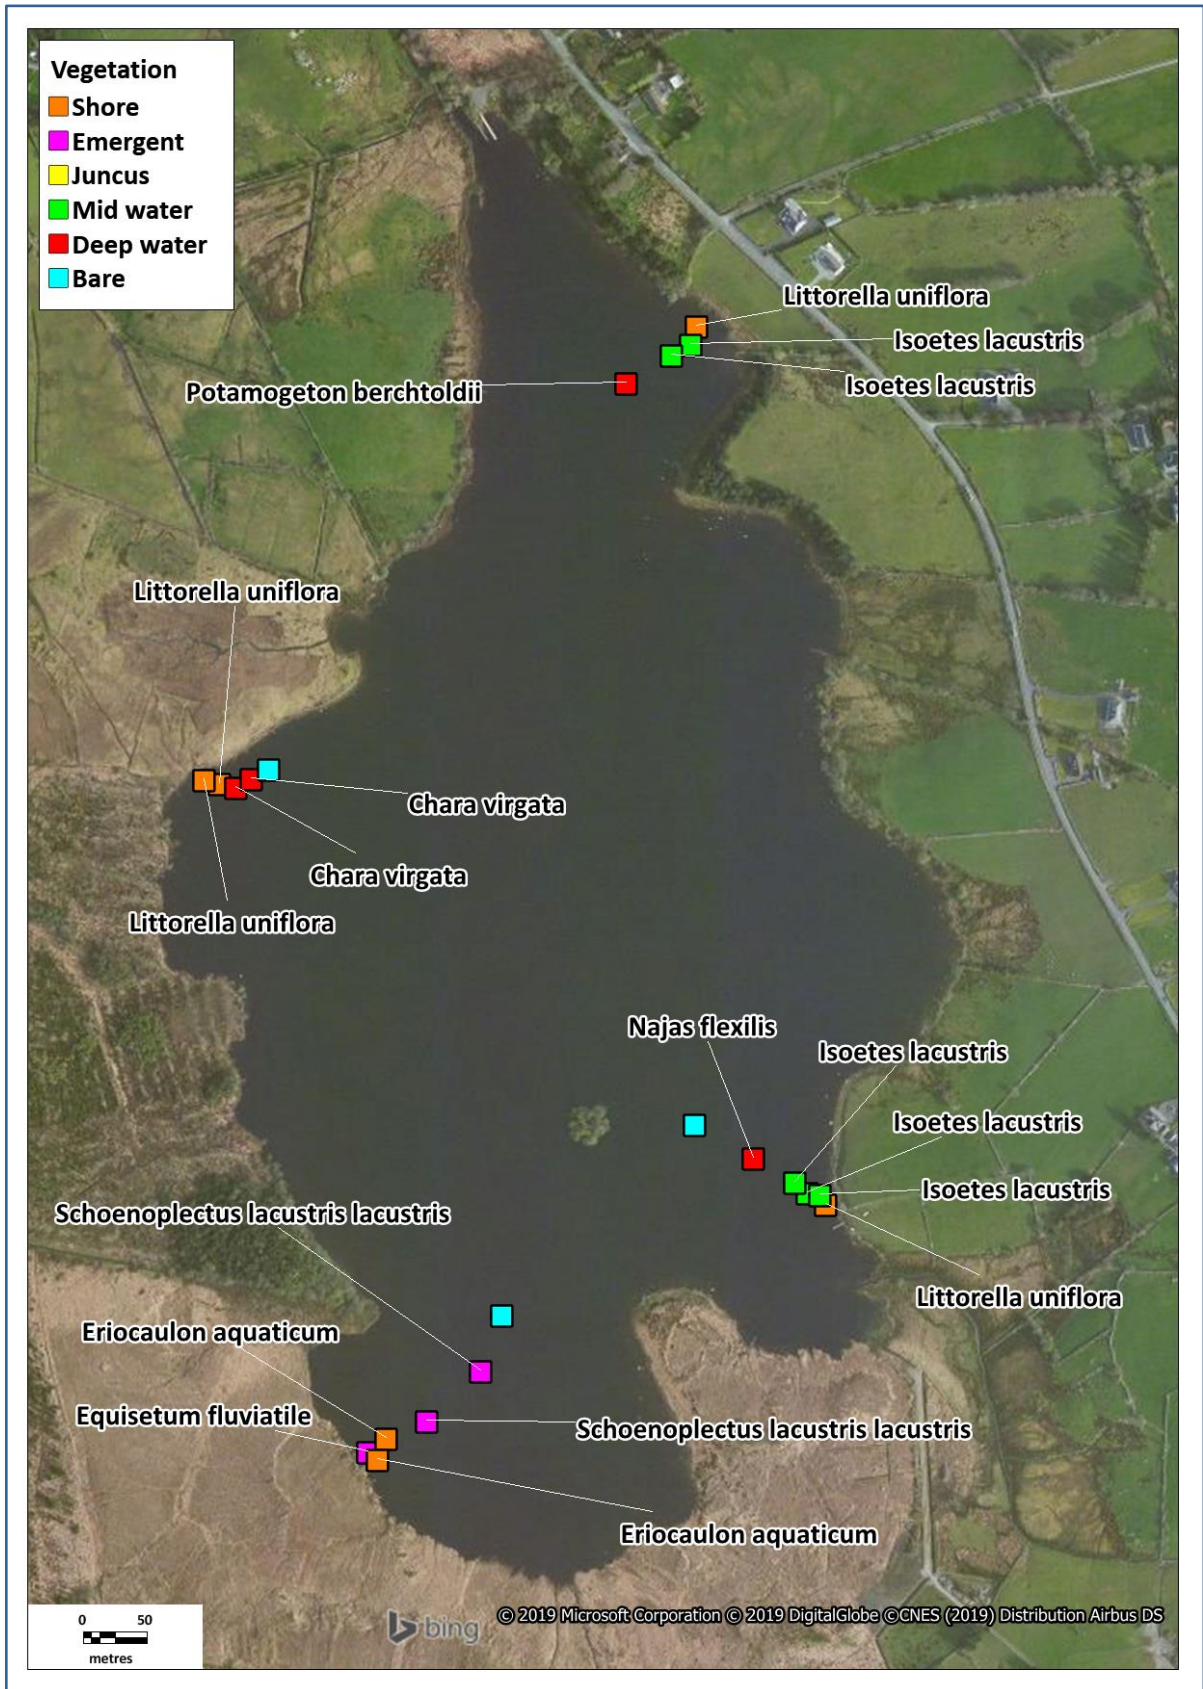 Vegetation
Shore
Emergent
Juncus
Mid water
Deep water
Bare
Littorella uniflora
Isoetes lacustris
Isoetes lacustris
Potamogeton berchtoldii
Littorella uniflora
Chara virgata
Chara virgata
Littorella uniflora
Najas flexilis
Isoetes lacustris
Isoetes lacustris
Isoetes lacustris
Schoenoplectus lacustris lacustris
Littorella uniflora
Eriocaulon aquaticum
Equisetum fluviatile
Schoenoplectus lacustris lacustris
Eriocaulon aquaticum
0 50
metres
bing
© 2019 Microsoft Corporation © 2019 DigitalGlobe ©CNES (2019) Distribution Airbus DS